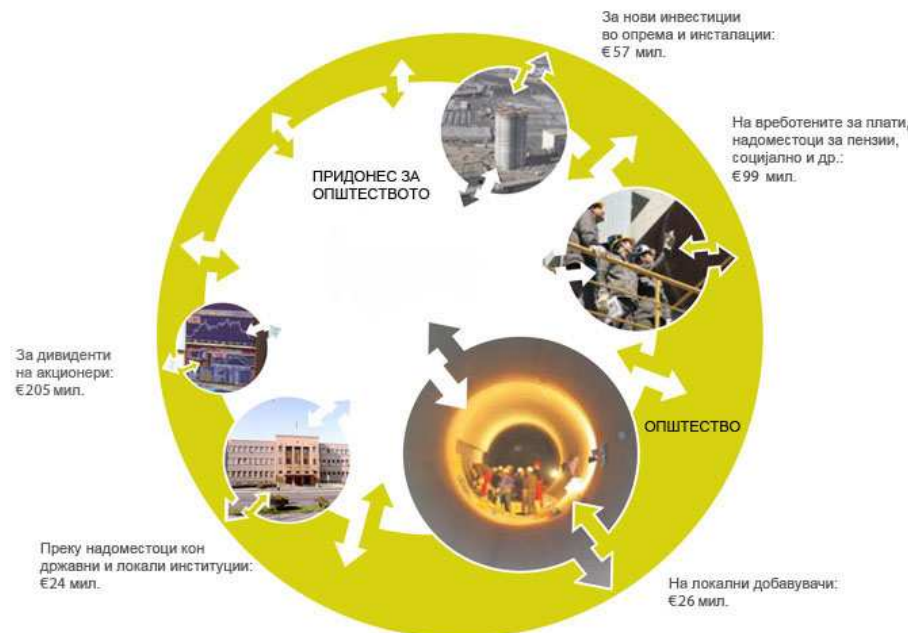 За нови инвестиции
во опрема и инсталации:
€57 мил.
На вреботените за плати,
надоместоци за пензии,
социјално и др.:
€99 мил.
ПРИДОНЕС ЗА
ОПШТЕСТВОТО
За дивиденти
на акционери:
€205 мил.
ОПШТЕСТВО
Преку надоместоци кон
државни и локали институции:
€24 мил.
На локални добавувачи:
€26 мил.